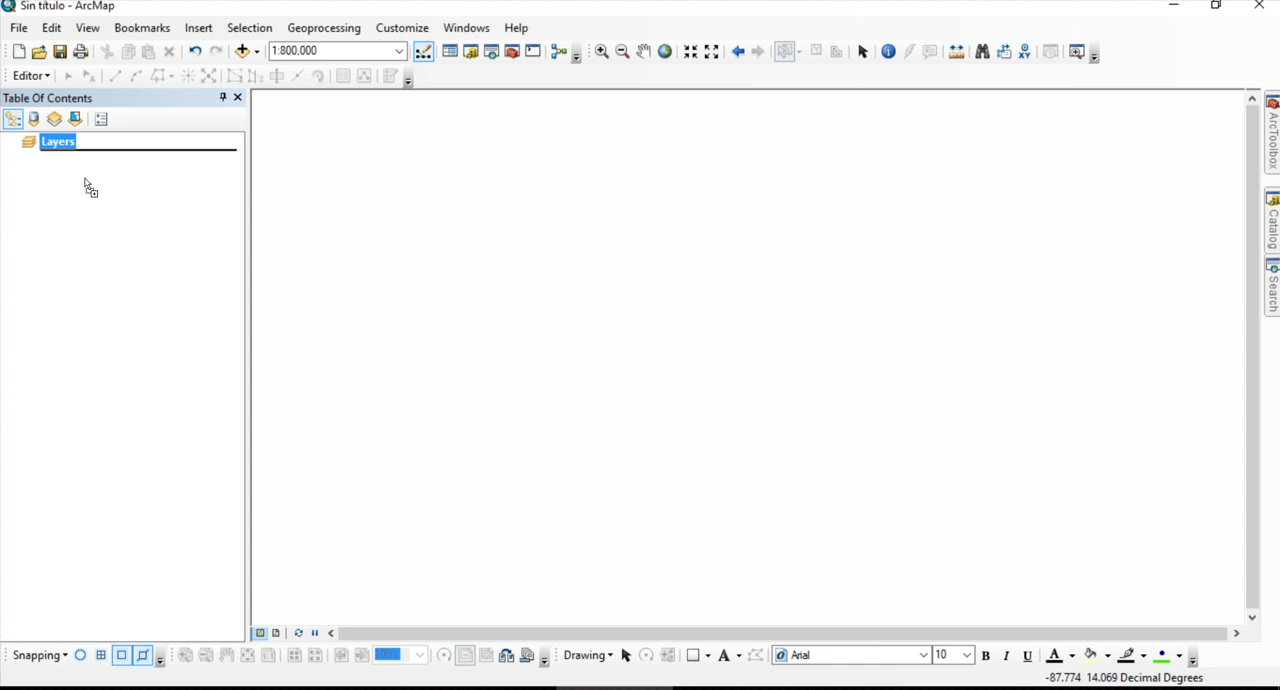 Sin título - ArcMap
File Edit View Bookmarks Insert Selection Geoprocessing Customize Windows Help
1:800.000
Editor
Table Of Contents
Layers
ArcToolbox
Catalog
Search
Snapping
100%
Drawing
A
Arial
10
B I U A
-87.774 14.069 Decimal Degrees